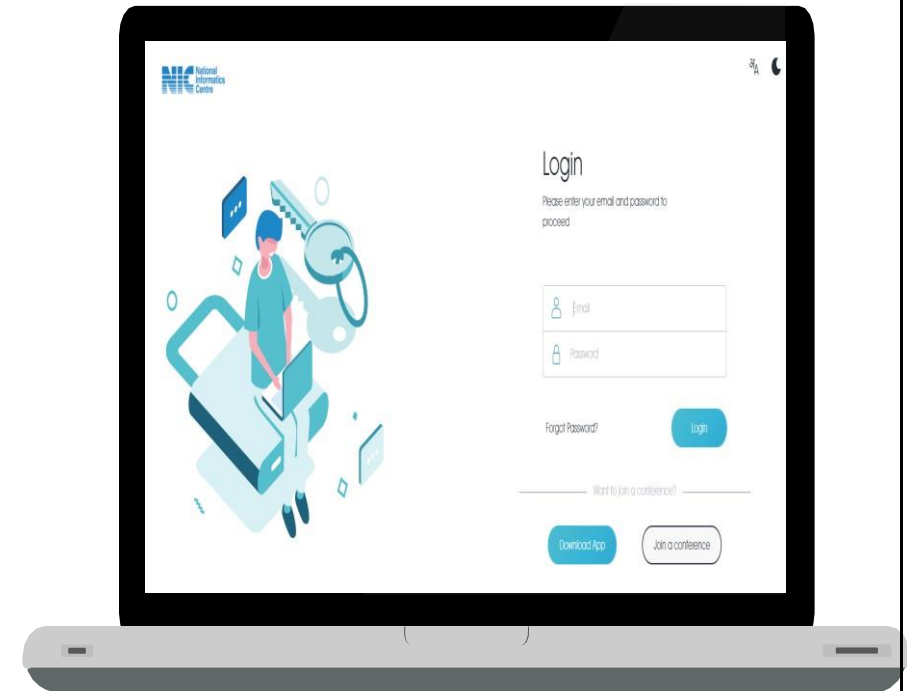 NIC National
Informatics
Centre
अ/A
Login
Please enter your email and password to
proceed
Email
Password
Forgot Password?
Login
Want to join a conference?
Download App
Join a conference